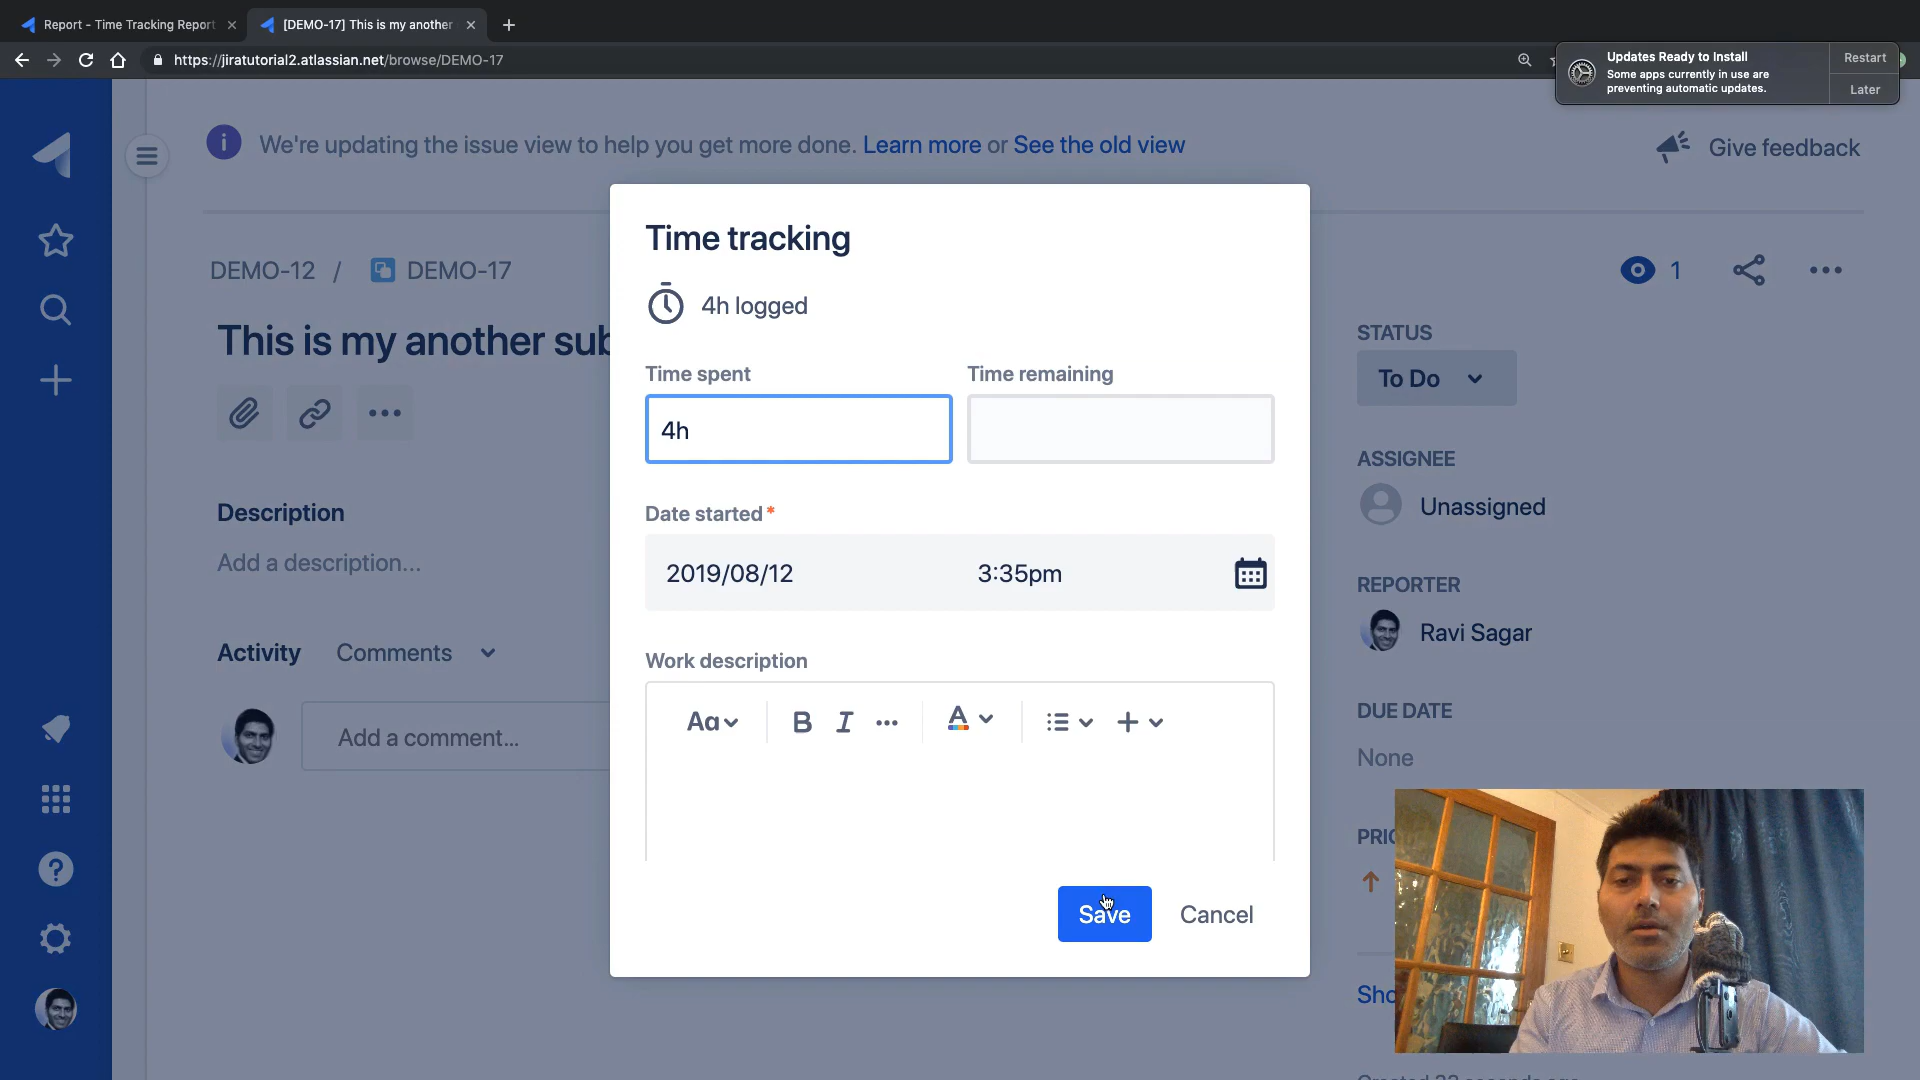 Report - Time Tracking Report
[DEMO-17] This is my another
https://jiratutorial2.atlassian.net/browse/DEMO-17
Updates Ready to Install
Some apps currently in use are
preventing automatic updates.
Restart
Later
We're updating the issue view to help you get more done. Learn more or See the old view
Give feedback
DEMO-12 / DEMO-17
1
This is my another sub
Time tracking
4h logged
Time spent
Time remaining
4h
Date started *
2019/08/12
3:35pm
Work description
Aa
B I
A
Save
Cancel
Description
Add a description...
Activity
Comments
Add a comment...
STATUS
To Do
ASSIGNEE
Unassigned
REPORTER
Ravi Sagar
DUE DATE
None
PRIO
Sho